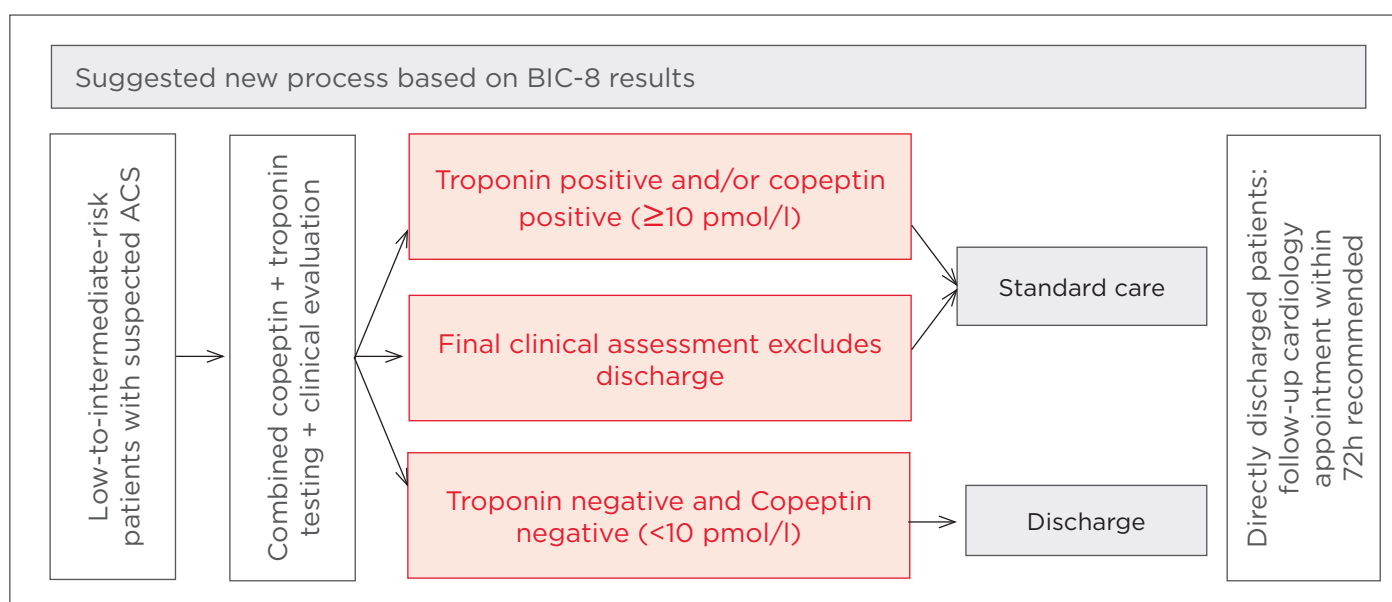 Suggested new process based on BIC-8 results
Low-to-intermediate-risk
patients with suspected ACS
Combined copeptin + troponin
testing + clinical evaluation
Troponin positive and/or copeptin
positive (≥10 pmol/l)
Final clinical assessment excludes
discharge
Troponin negative and Copeptin
negative (<10 pmol/l)
Standard care
Discharge
Directly discharged patients:
follow-up cardiology
appointment within
72h recommended